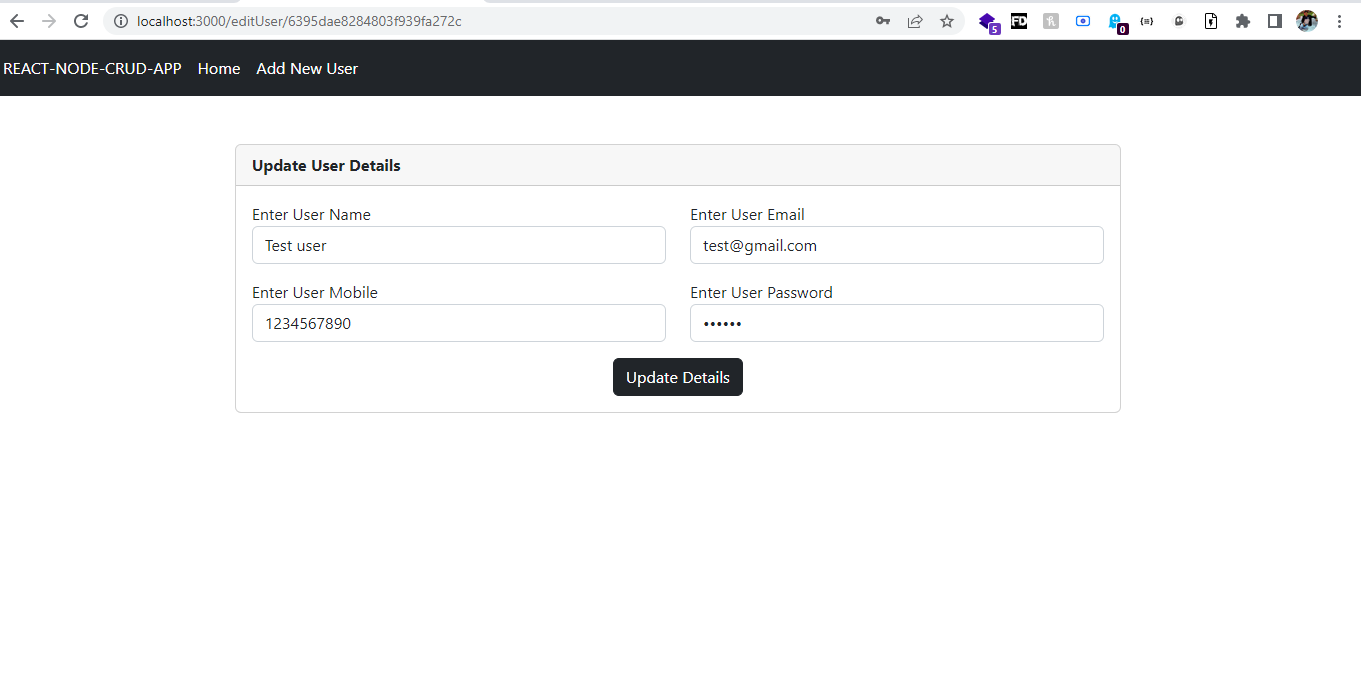 localhost:3000/editUser/6395dae8284803f939fa272c
5
FD
0
{=}
REACT-NODE-CRUD-APP Home Add New User
Update User Details
Enter User Name Enter User Email
Test user test@gmail.com
Enter User Mobile Enter User Password
1234567890 ••••••
Update Details